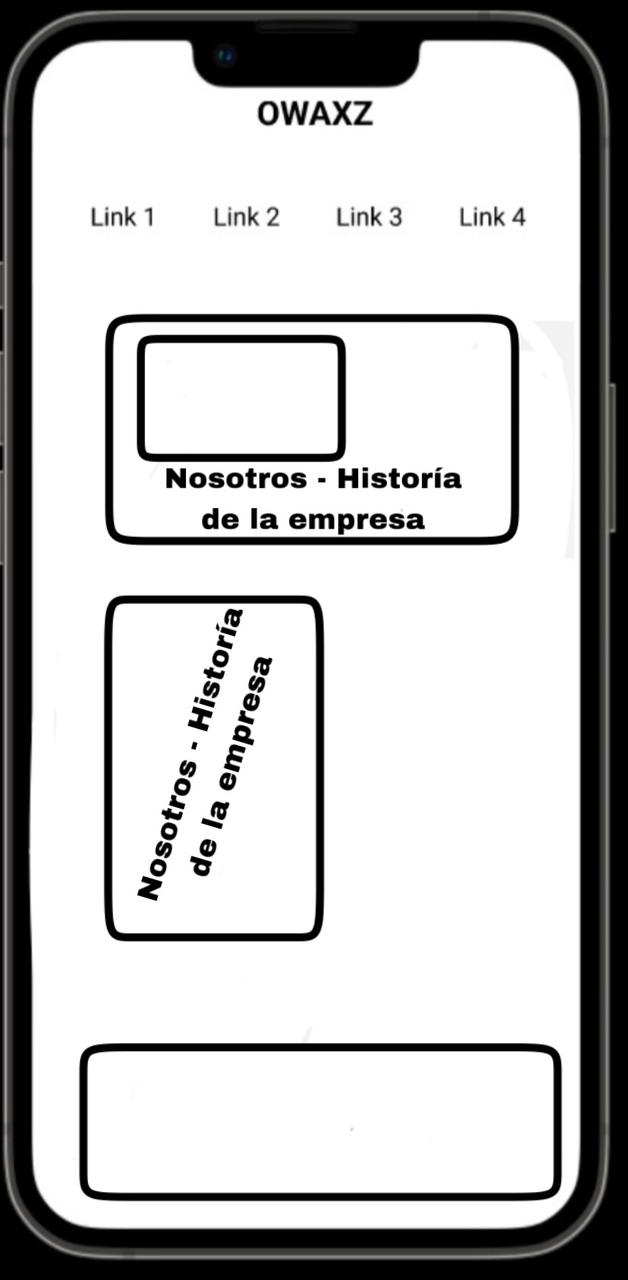 OWAXZ
Link 1 Link 2 Link 3 Link 4
Nosotros - Historía
de la empresa
Nosotros - Historía
de la empresa